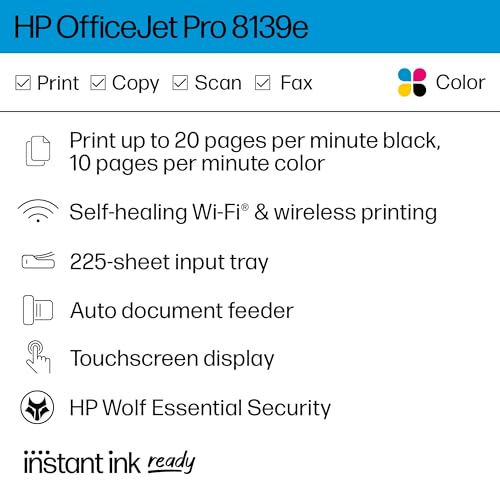 HP OfficeJet Pro 8139e
Print Copy Scan Fax Color
Print up to 20 pages per minute black,
10 pages per minute color
Self-healing Wi-Fi® & wireless printing
225-sheet input tray
Auto document feeder
Touchscreen display
HP Wolf Essential Security
instant ink ready